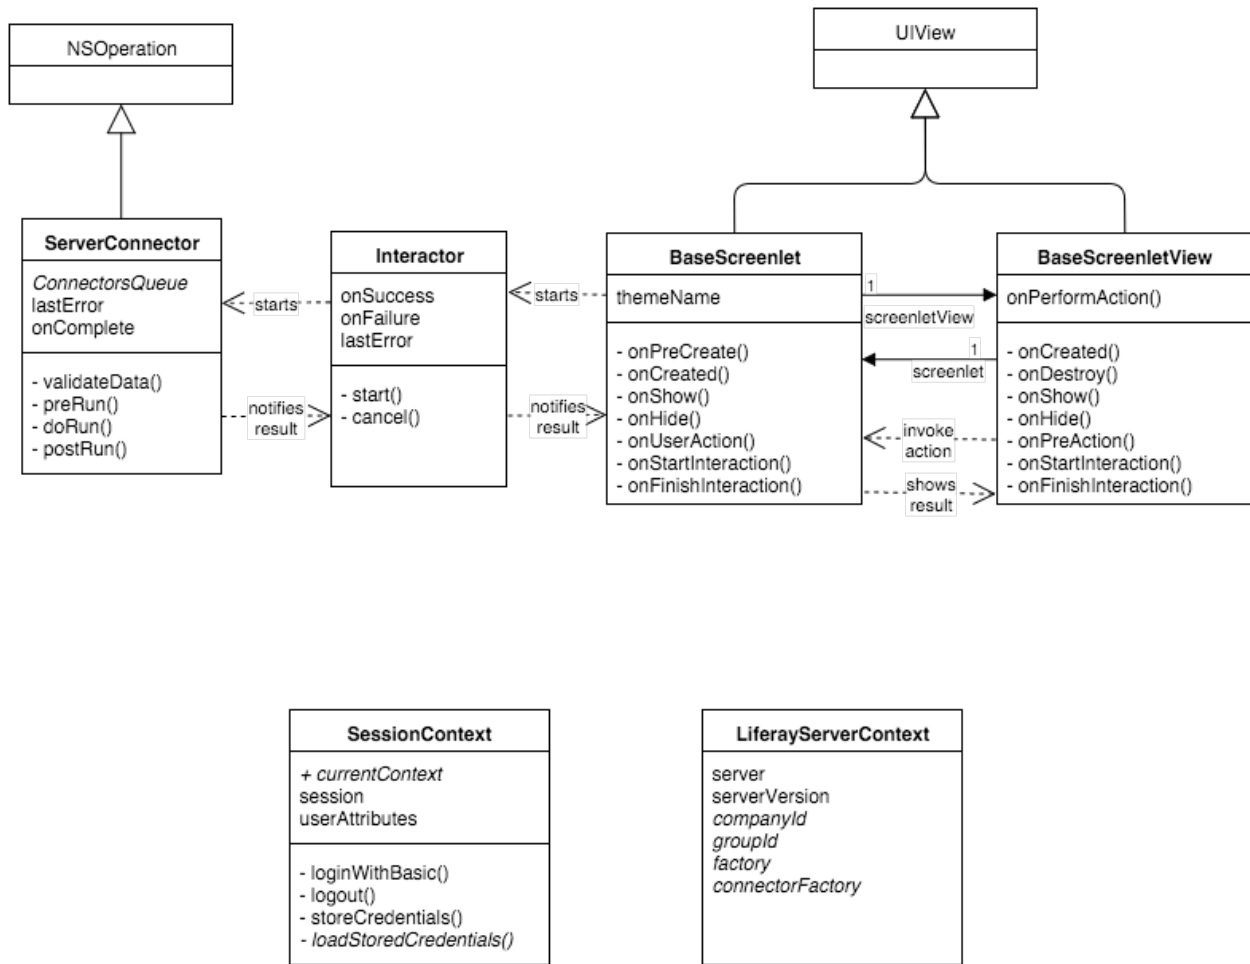 NSOperation
UIView
ServerConnector
ConnectorsQueue
lastError
onComplete
- validateData()
- preRun()
- doRun()
- postRun()
starts
notifies
result
Interactor
onSuccess
onFailure
lastError
- start()
- cancel()
starts
notifies
result
BaseScreenlet
themeName
- onPreCreate()
- onCreated()
- onShow()
- onHide()
- onUserAction()
- onStartInteraction()
- onFinishInteraction()
1
screenletView
1
screenlet
invoke
action
shows
result
BaseScreenletView
onPerformAction()
- onCreated()
- onDestroy()
- onShow()
- onHide()
- onPreAction()
- onStartInteraction()
- onFinishInteraction()
SessionContext
+ currentContext
session
userAttributes
- loginWithBasic()
- logout()
- storeCredentials()
- loadStoredCredentials()
LiferayServerContext
server
serverVersion
companyId
groupId
factory
connectorFactory